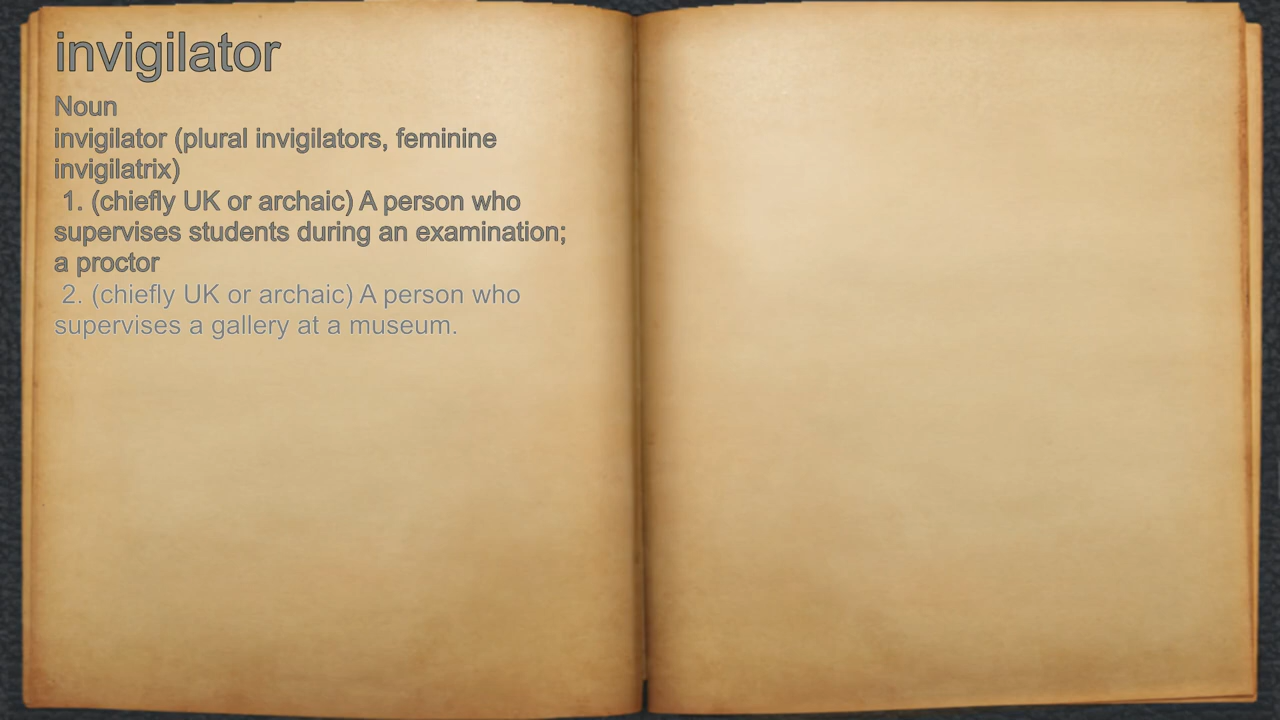 invigilator
Noun
invigilator (plural invigilators, feminine
invigilatrix)
1. (chiefly UK or archaic) A person who
supervises students during an examination;
a proctor
2. (chiefly UK or archaic) A person who
supervises a gallery at a museum.